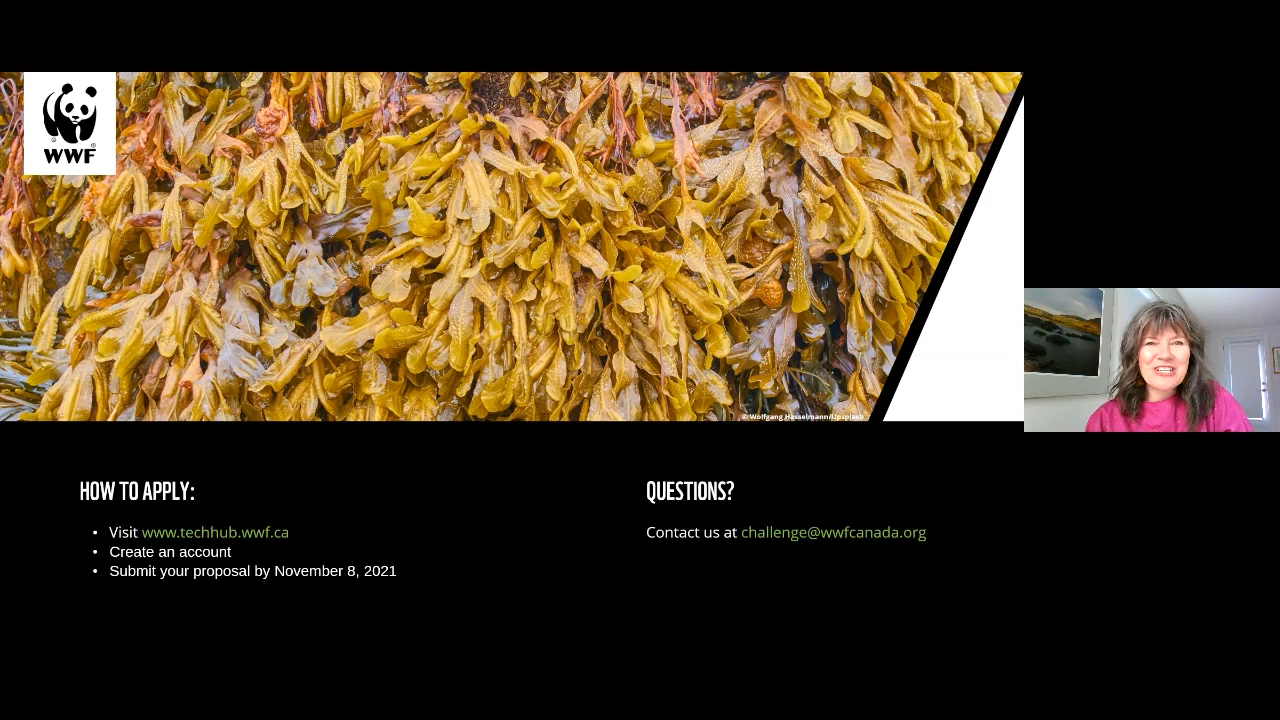 WWF
© Wolfgang Hasselmann/Upsplash
HOW TO APPLY:
• Visit www.techhub.wwf.ca
• Create an account
• Submit your proposal by November 8, 2021
QUESTIONS?
Contact us at challenge@wwfcanada.org